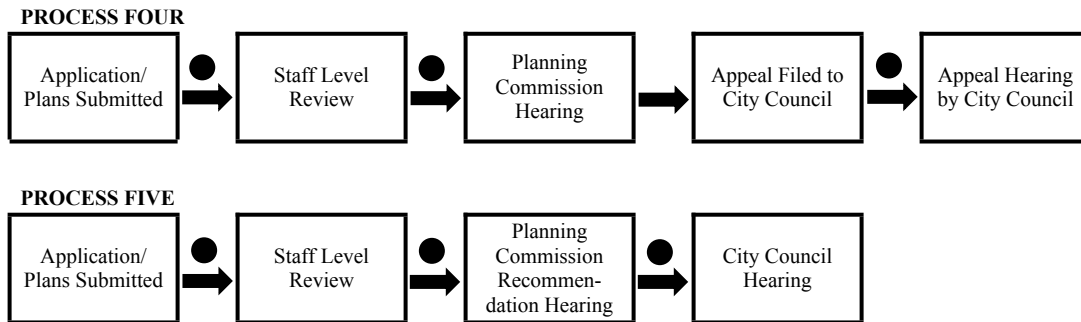 PROCESS FOUR
Application/
Plans Submitted
Staff Level
Review
Planning
Commission
Hearing
Appeal Filed to
City Council
Appeal Hearing
by City Council
PROCESS FIVE
Application/
Plans Submitted
Staff Level
Review
Planning
Commission
Recommen-
dation Hearing
City Council
Hearing